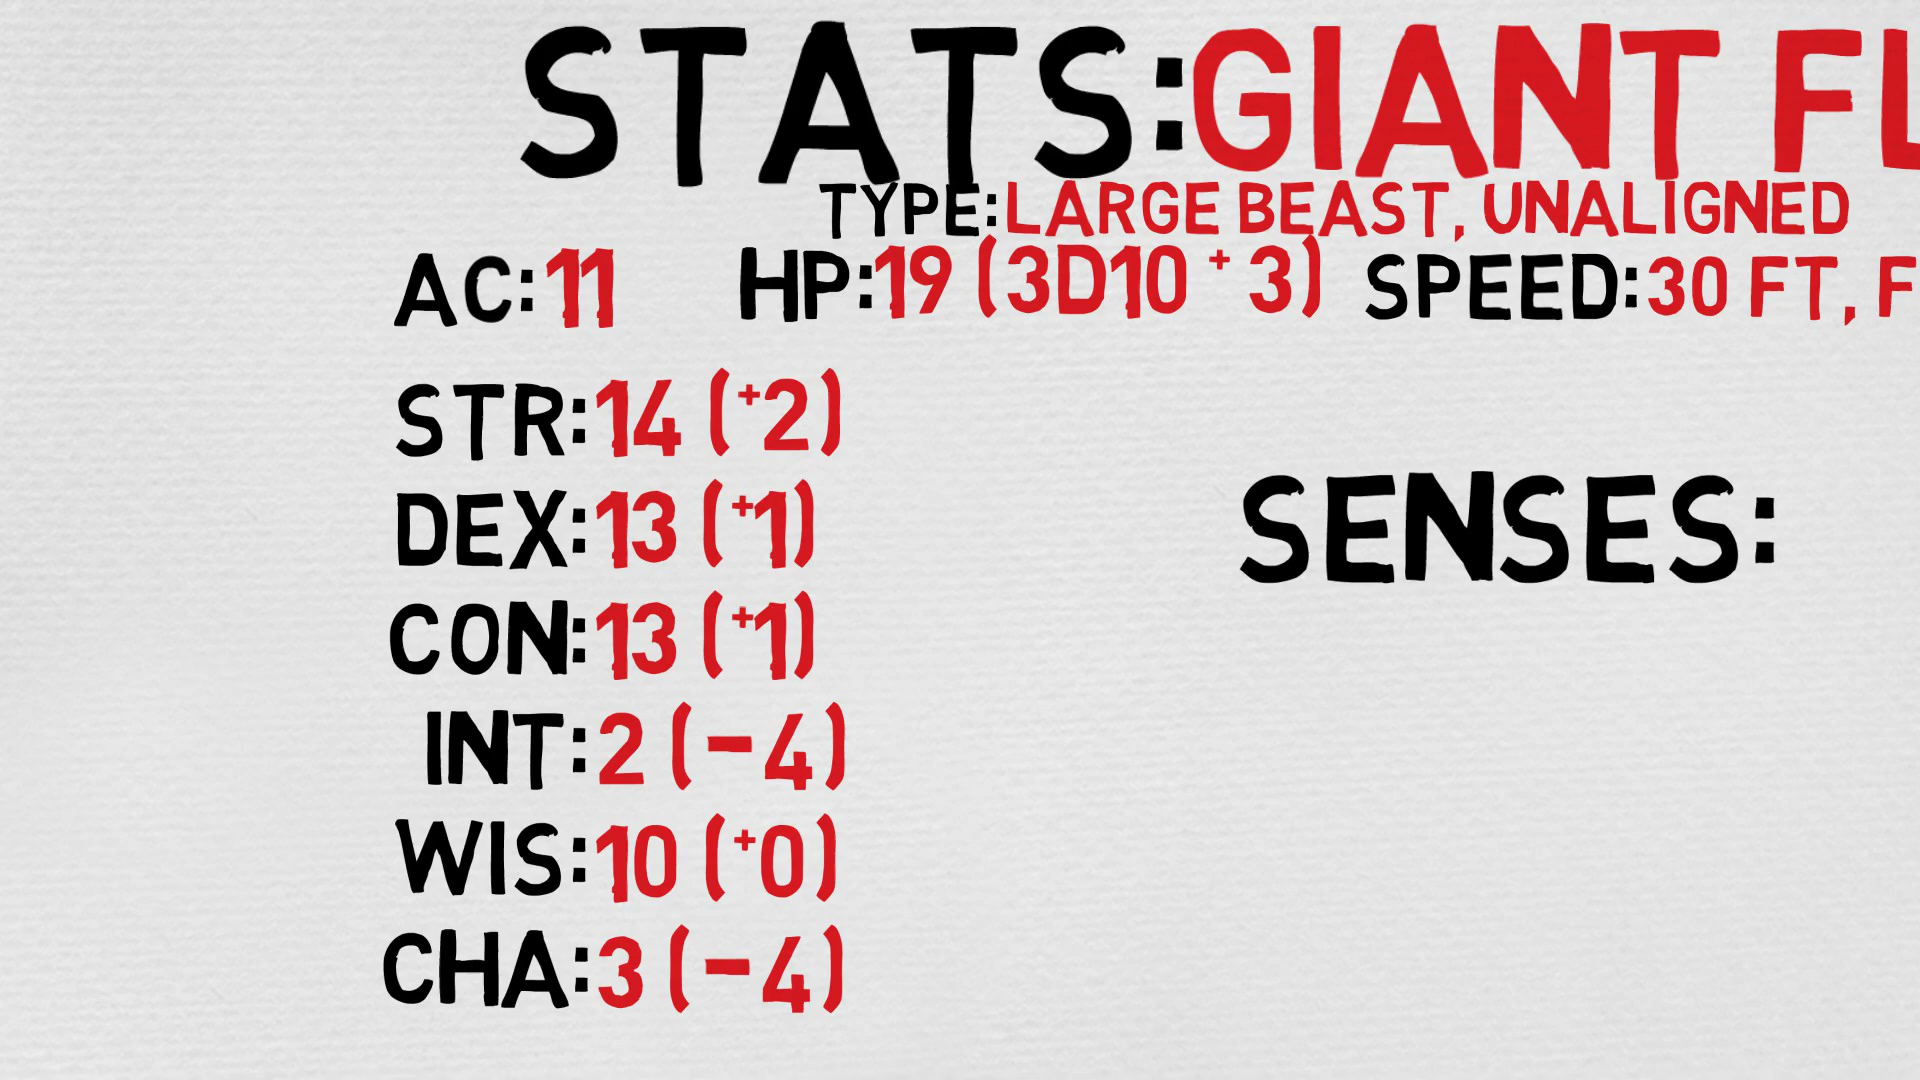 STATS:GIANT FL
TYPE:LARGE BEAST, UNALIGNED
AC:11 HP:19 (3D10 + 3) SPEED:30 FT, F
STR:14 (+2)
DEX:13 (+1)
SENSES:
CON:13 (+1)
INT:2 (-4)
WIS:10 (+0)
CHA:3 (-4)